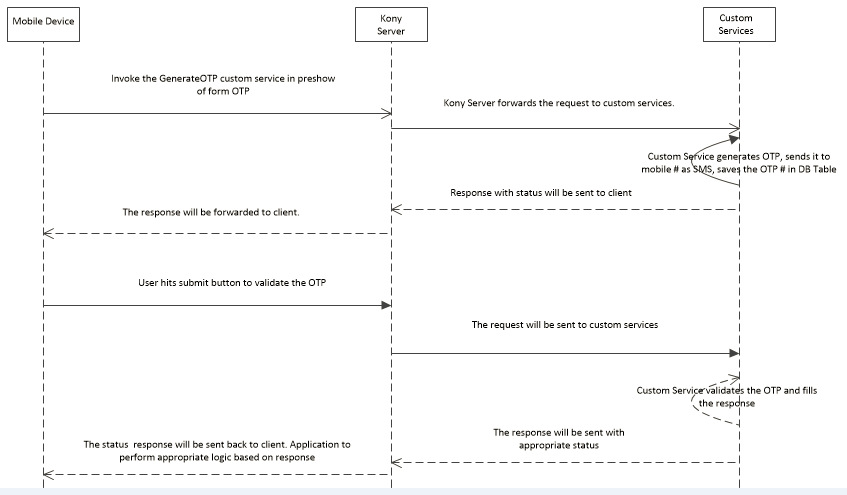 Mobile Device
Kony
Server
Custom
Services
Invoke the GenerateOTP custom service in preshow
of form OTP
Kony Server forwards the request to custom services.
Custom Service generates OTP, sends it to
mobile # as SMS, saves the OTP # in DB Table
Response with status will be sent to client
The response will be forwarded to client.
User hits submit button to validate the OTP
The request will be sent to custom services
Custom Service validates the OTP and fills
the response
The response will be sent with
appropriate status
The status response will be sent back to client. Application to
perform appropriate logic based on response